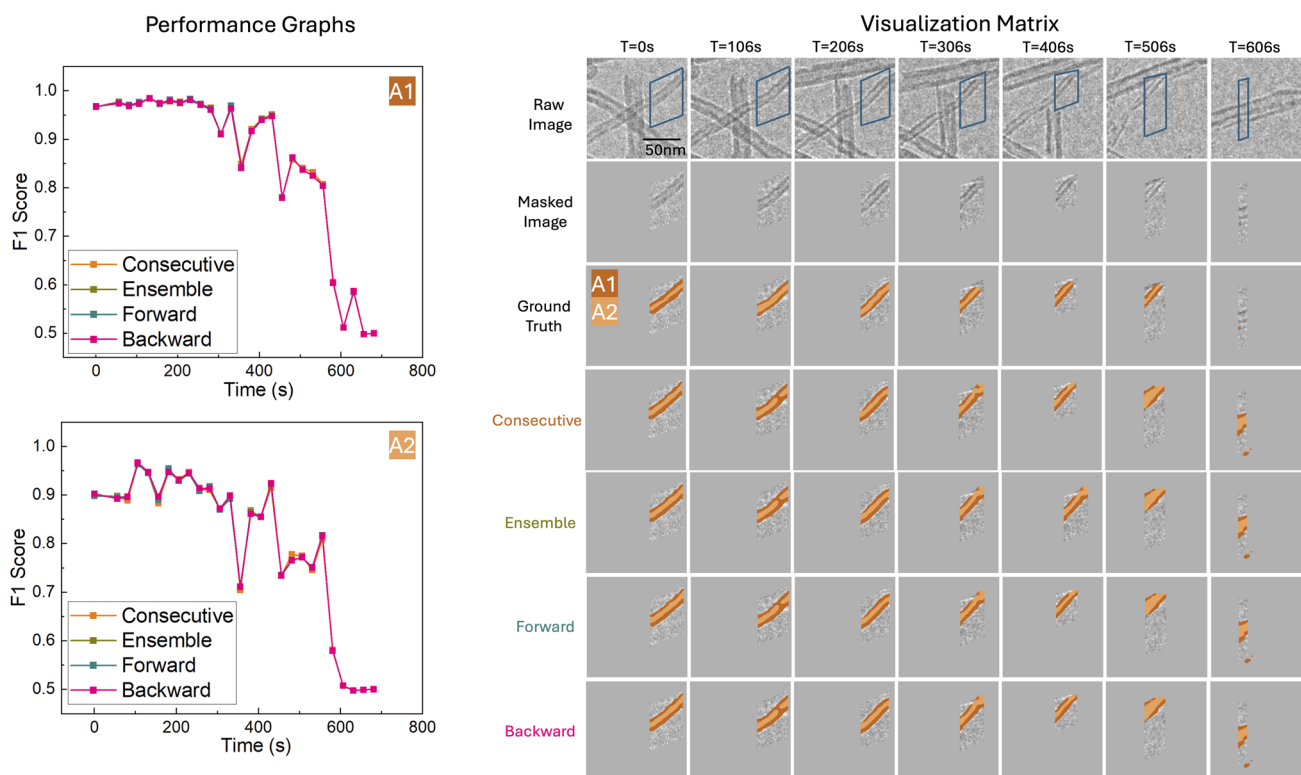 Performance Graphs
A1
1.0
0.9
0.8
0.7
0.6
0.5
F1 Score
Consecutive
Ensemble
Forward
Backward
0 200 400 600 800
Time (s)
A2
1.0
0.9
0.8
0.7
0.6
0.5
F1 Score
Consecutive
Ensemble
Forward
Backward
0 200 400 600 800
Time (s)
Visualization Matrix
T=0s T=106s T=206s T=306s T=406s T=506s T=606s
Raw
Image
50nm
Masked
Image
Ground
Truth
A1
A2
Consecutive
Ensemble
Forward
Backward